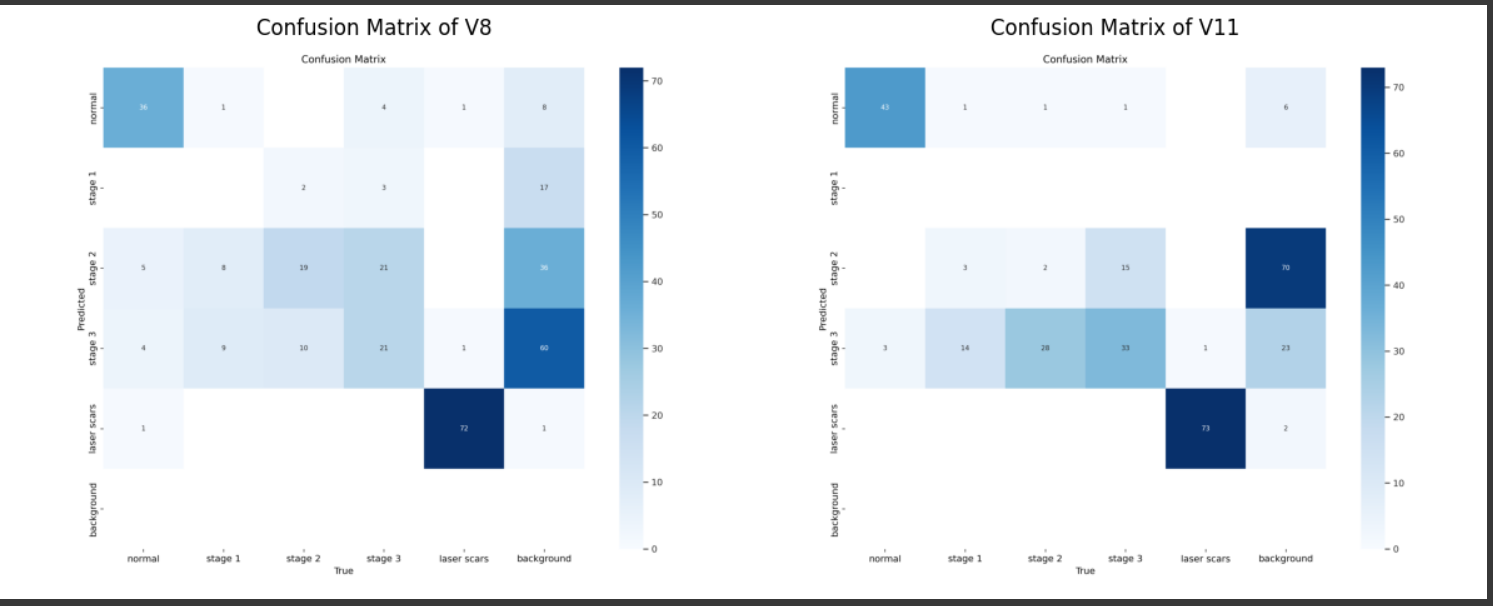 Confusion Matrix of V8
Confusion Matrix
normal 36 1 4 1 8
stage 1 2 3 17
stage 2 5 8 19 21 36
stage 3 4 9 10 21 1 60
laser scars 1 72 1
background
Predicted
normal stage 1 stage 2 stage 3 laser scars background
True
70
60
50
40
30
20
10
0
Confusion Matrix of V11
Confusion Matrix
normal 43 1 1 1 6
stage 1
stage 2 3 2 15 70
stage 3 3 14 28 33 1 23
laser scars 73 2
background
Predicted
normal stage 1 stage 2 stage 3 laser scars background
True
70
60
50
40
30
20
10
0